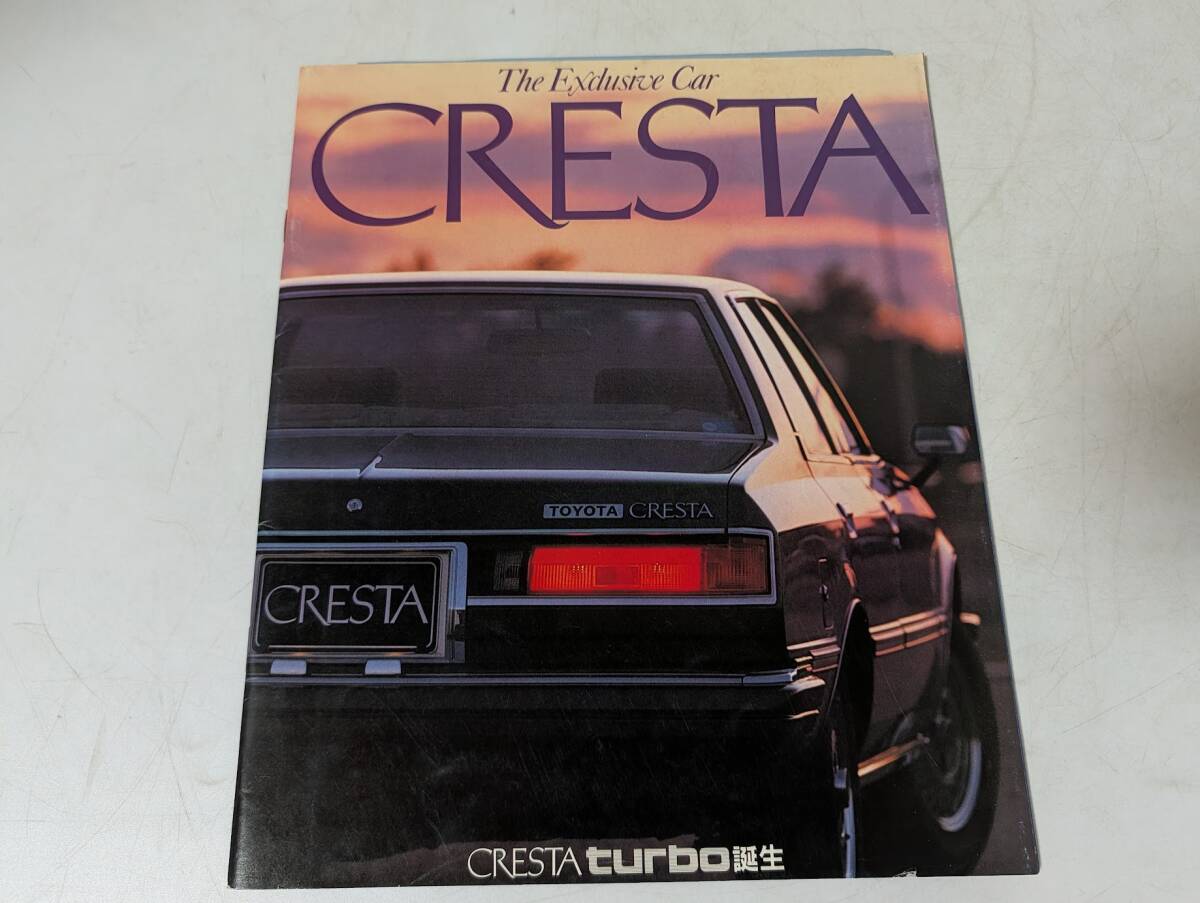 The Exclusive Car
CRESTA
TOYOTA CRESTA
CRESTA
CRESTA turbo誕生